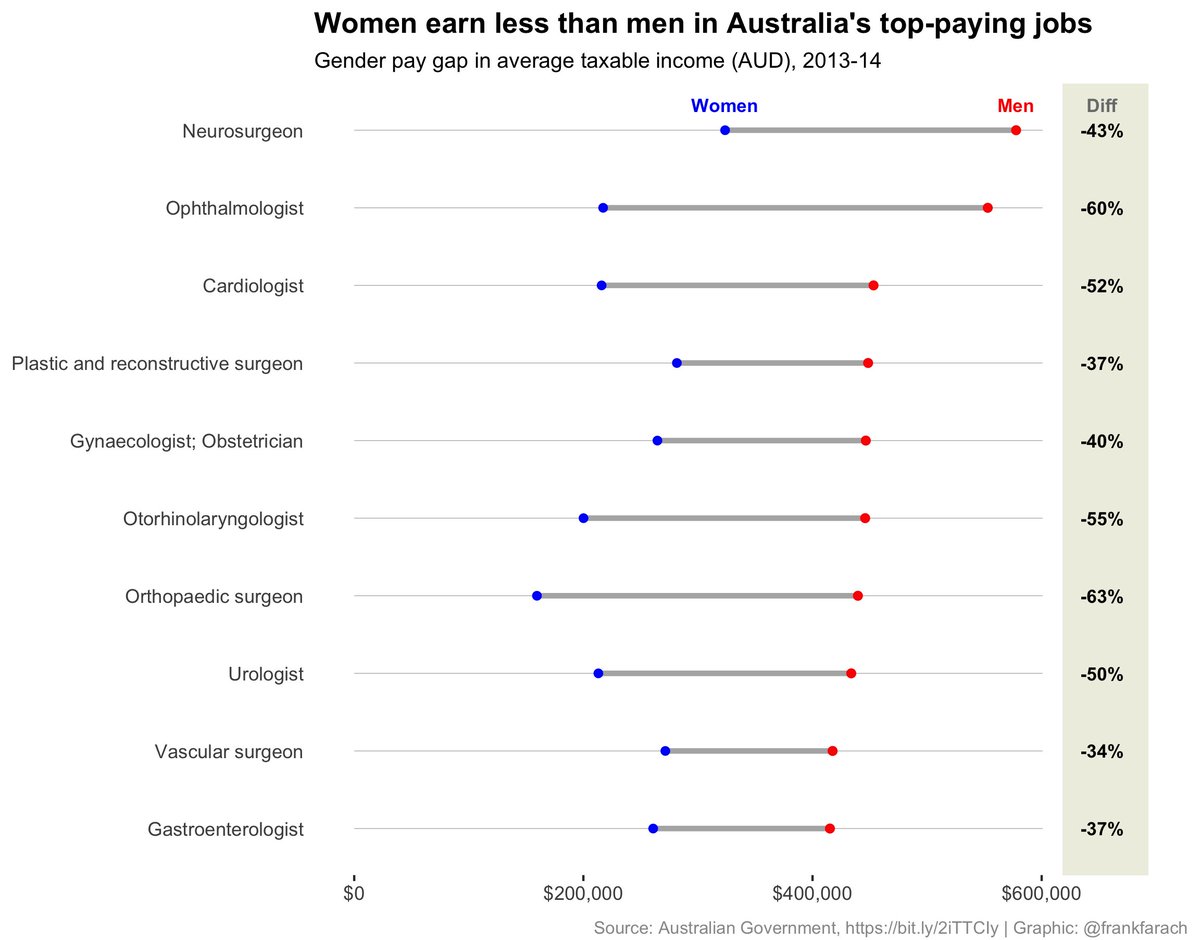 Women earn less than men in Australia's top-paying jobs
Gender pay gap in average taxable income (AUD), 2013-14
Women Men Diff
Neurosurgeon -43%
Ophthalmologist -60%
Cardiologist -52%
Plastic and reconstructive surgeon -37%
Gynaecologist; Obstetrician -40%
Otorhinolaryngologist -55%
Orthopaedic surgeon -63%
Urologist -50%
Vascular surgeon -34%
Gastroenterologist -37%
$0 $200,000 $400,000 $600,000
Source: Australian Government, https://bit.ly/2iTTCIy | Graphic: @frankfarach